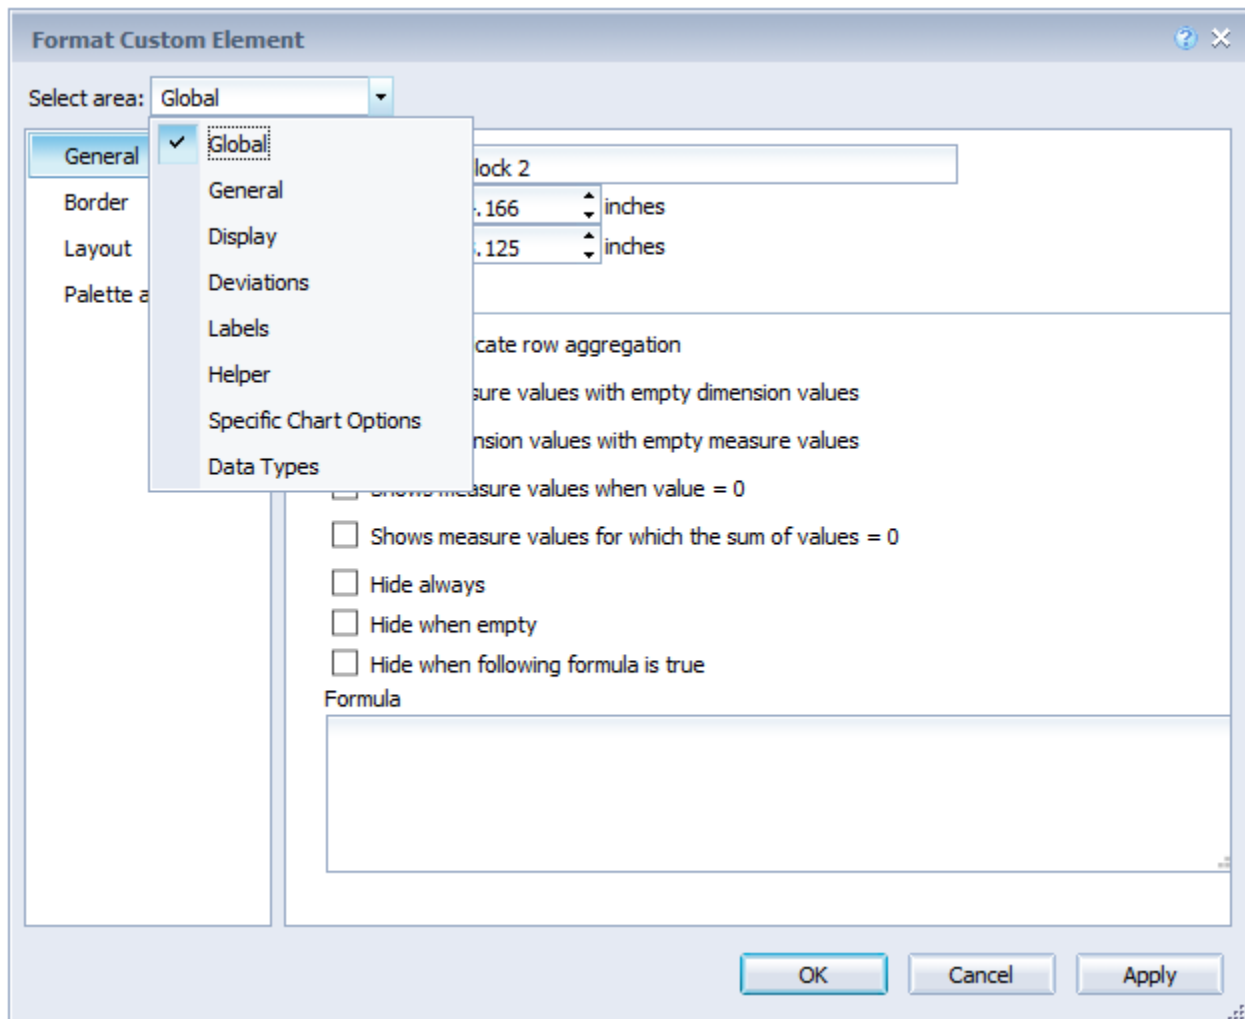 Format Custom Element
Select area: Global
General
Border
Layout
Palette a
Global
General
Display
Deviations
Labels
Helper
Specific Chart Options
Data Types
lock 2
.166 inches
.125 inches
cate row aggregation
sure values with empty dimension values
nsion values with empty measure values
Shows measure values when value = 0
Shows measure values for which the sum of values = 0
Hide always
Hide when empty
Hide when following formula is true
Formula
OK Cancel Apply